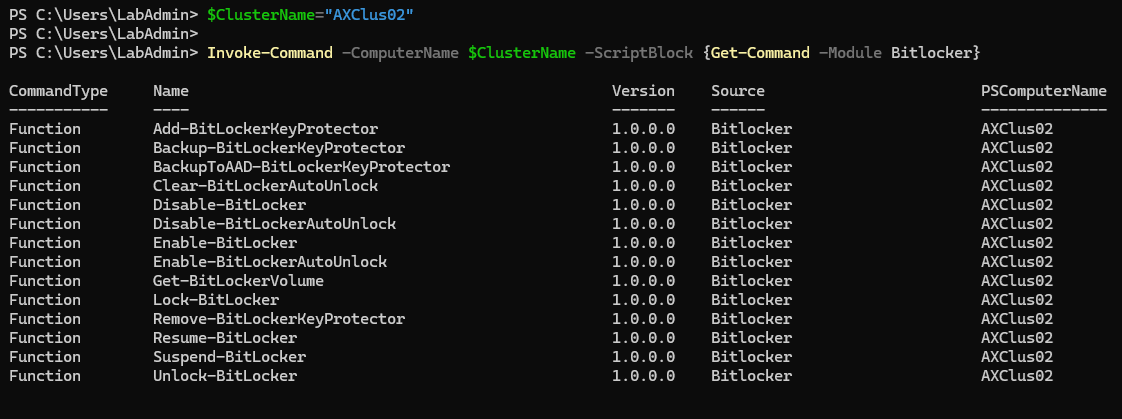 PS C:\Users\LabAdmin> $ClusterName="AXClus02"
PS C:\Users\LabAdmin>
PS C:\Users\LabAdmin> Invoke-Command -ComputerName $ClusterName -ScriptBlock {Get-Command -Module Bitlocker}
CommandType     Name                                               Version    Source                        PSComputerName
-----------     ----                                               -------    ------                        --------------
Function        Add-BitLockerKeyProtector                          1.0.0.0    Bitlocker                     AXClus02
Function        Backup-BitLockerKeyProtector                       1.0.0.0    Bitlocker                     AXClus02
Function        BackupToAAD-BitLockerKeyProtector                  1.0.0.0    Bitlocker                     AXClus02
Function        Clear-BitLockerAutoUnlock                          1.0.0.0    Bitlocker                     AXClus02
Function        Disable-BitLocker                                  1.0.0.0    Bitlocker                     AXClus02
Function        Disable-BitLockerAutoUnlock                        1.0.0.0    Bitlocker                     AXClus02
Function        Enable-BitLocker                                   1.0.0.0    Bitlocker                     AXClus02
Function        Enable-BitLockerAutoUnlock                         1.0.0.0    Bitlocker                     AXClus02
Function        Get-BitLockerVolume                                1.0.0.0    Bitlocker                     AXClus02
Function        Lock-BitLocker                                     1.0.0.0    Bitlocker                     AXClus02
Function        Remove-BitLockerKeyProtector                       1.0.0.0    Bitlocker                     AXClus02
Function        Resume-BitLocker                                   1.0.0.0    Bitlocker                     AXClus02
Function        Suspend-BitLocker                                  1.0.0.0    Bitlocker                     AXClus02
Function        Unlock-BitLocker                                   1.0.0.0    Bitlocker                     AXClus02